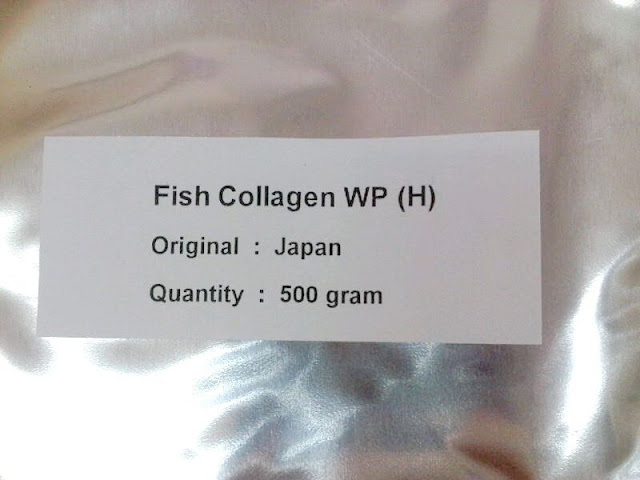 Fish Collagen WP (H)
Original : Japan
Quantity : 500 gram